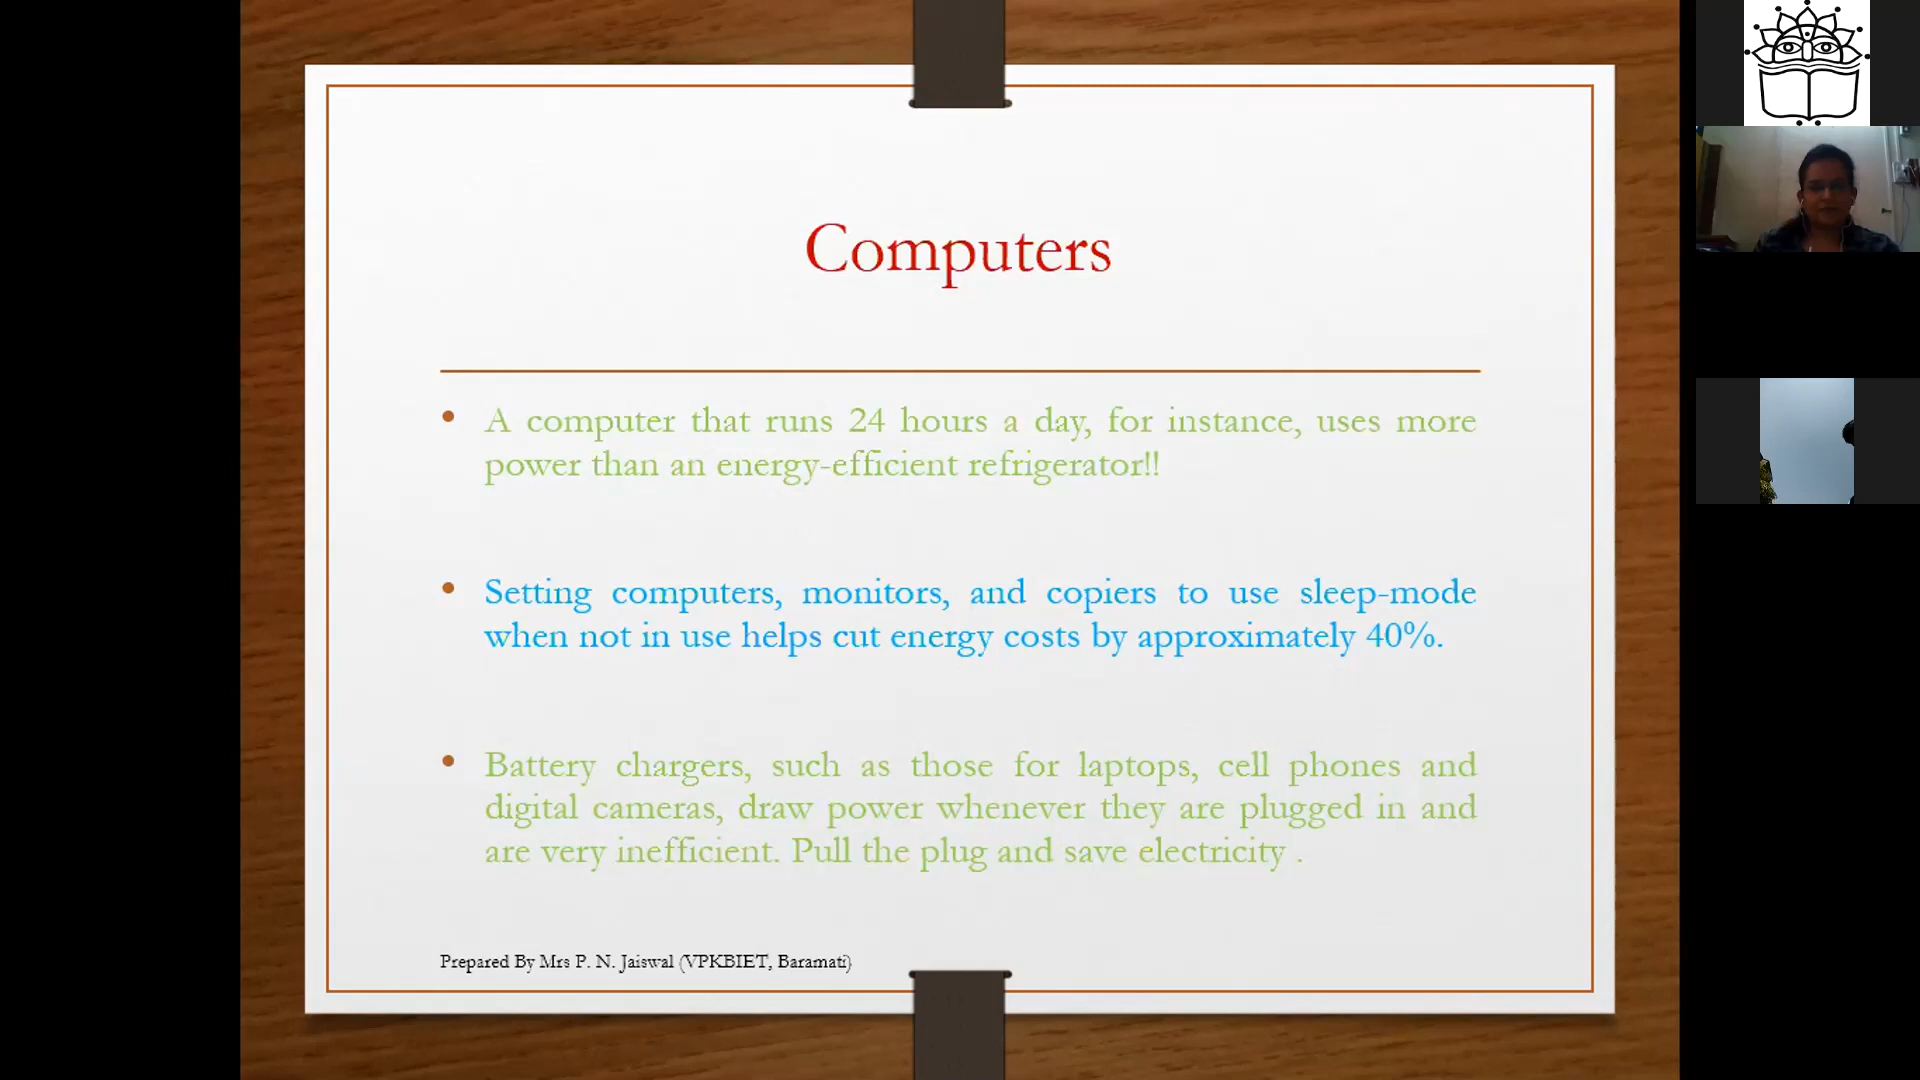 Computers
• A computer that runs 24 hours a day, for instance, uses more
power than an energy-efficient refrigerator!!
• Setting computers, monitors, and copiers to use sleep-mode
when not in use helps cut energy costs by approximately 40%.
• Battery chargers, such as those for laptops, cell phones and
digital cameras, draw power whenever they are plugged in and
are very inefficient. Pull the plug and save electricity .
Prepared By Mrs P. N. Jaiswal (VPKBIET, Baramati)